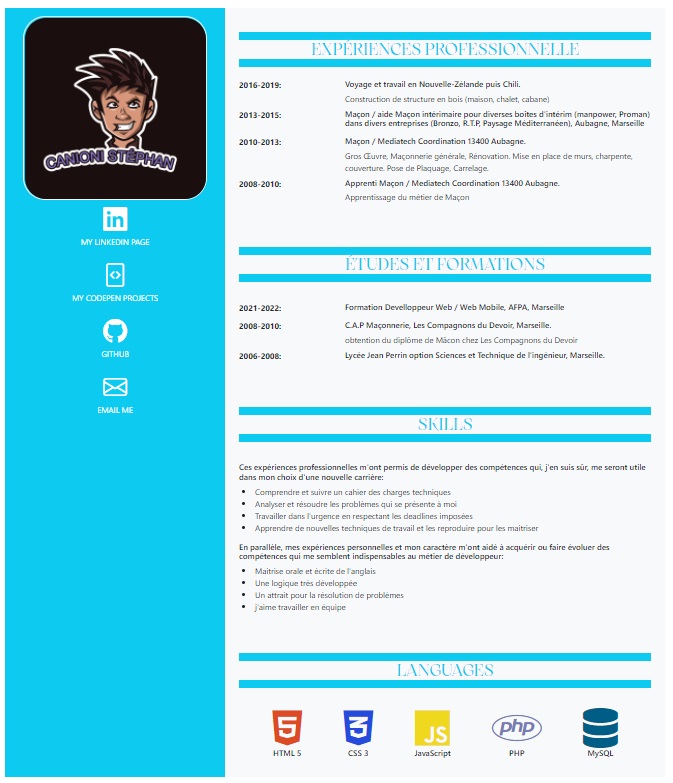 CANIONI STÉPHAN
MY LINKEDIN PAGE
MY CODEPEN PROJECTS
GITHUB
EMAIL ME
EXPÉRIENCES PROFESSIONNELLE
2016-2019: Voyage et travail en Nouvelle-Zélande puis Chili.
Construction de structure en bois (maison, chalet, cabane)
2013-2015: Maçon / aide Maçon intérimaire pour diverses boîtes d'intérim (manpower, Proman)
dans divers entreprises (Bronzo, R.T.P, Paysage Méditerranéen), Aubagne, Marseille
2010-2013: Maçon / Mediatech Coordination 13400 Aubagne.
Gros Œuvre, Maçonnerie générale, Rénovation. Mise en place de murs, charpente,
couverture. Pose de Plaquage, Carrelage.
2008-2010: Apprenti Maçon / Mediatech Coordination 13400 Aubagne.
Apprentissage du métier de Maçon
ÉTUDES ET FORMATIONS
2021-2022: Formation Develloppeur Web / Web Mobile, AFPA, Marseille
2008-2010: C.A.P Maçonnerie, Les Compagnons du Devoir, Marseille.
obtention du diplôme de Mâcon chez Les Compagnons du Devoir
2006-2008: Lycée Jean Perrin option Sciences et Technique de l'ingénieur, Marseille.
SKILLS
Ces expériences professionnelles m'ont permis de développer des compétences qui, j'en suis sûr, me seront utile
dans mon choix d'une nouvelle carrière:
• Comprendre et suivre un cahier des charges techniques
• Analyser et résoudre les problèmes qui se présente à moi
• Travailler dans l'urgence en respectant les deadlines imposées
• Apprendre de nouvelles techniques de travail et les reproduire pour les maitriser
En parallèle, mes expériences personnelles et mon caractère m'ont aidé à acquérir ou faire évoluer des
compétences qui me semblent indispensables au métier de développeur:
• Maitrise orale et écrite de l'anglais
• Une logique très développée
• Un attrait pour la résolution de problèmes
• j'aime travailler en équipe
LANGUAGES
5 3 JS php
HTML 5 CSS 3 JavaScript PHP MySQL